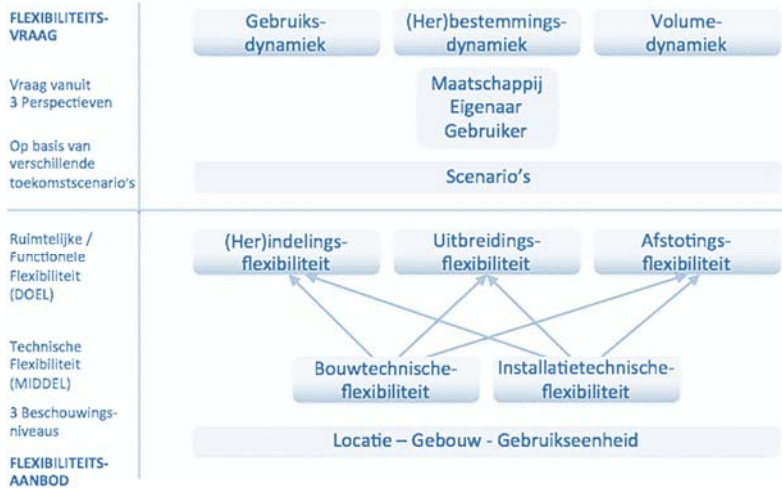 FLEXIBILITEITS-
VRAAG
Gebruiks-
dynamiek
(Her)bestemmings-
dynamiek
Volume-
dynamiek
Vraag vanuit
3 Perspectieven
Maatschappij
Eigenaar
Gebruiker
Op basis van
verschillende
toekomstscenario's
Scenario's
Ruimtelijke /
Functionele
Flexibiliteit
(DOEL)
(Her)indelings-
flexibiliteit
Uitbreidings-
flexibiliteit
Afstotings-
flexibiliteit
Technische
Flexibiliteit
(MIDDEL)
Bouwtechnische-
flexibiliteit
Installatietechnische-
flexibiliteit
3 Beschouwings-
niveaus
Locatie – Gebouw - Gebruikseenheid
FLEXIBILITEITS-
AANBOD